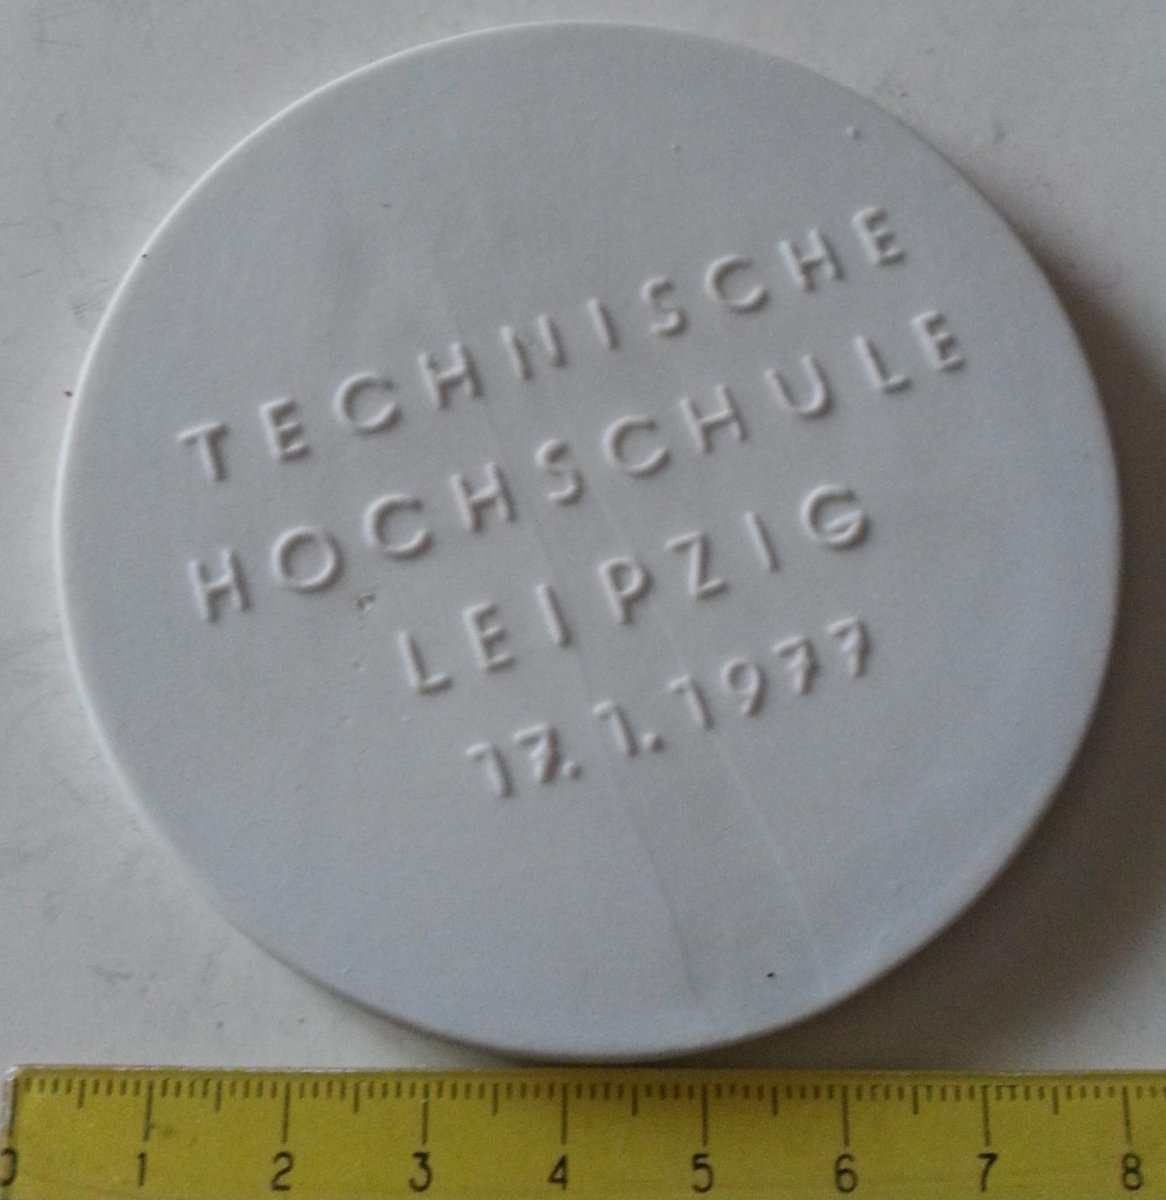 TECHNISCHE
HOCHSCHULE
LEIPZIG
17.1.1977
0 1 2 3 4 5 6 7 8